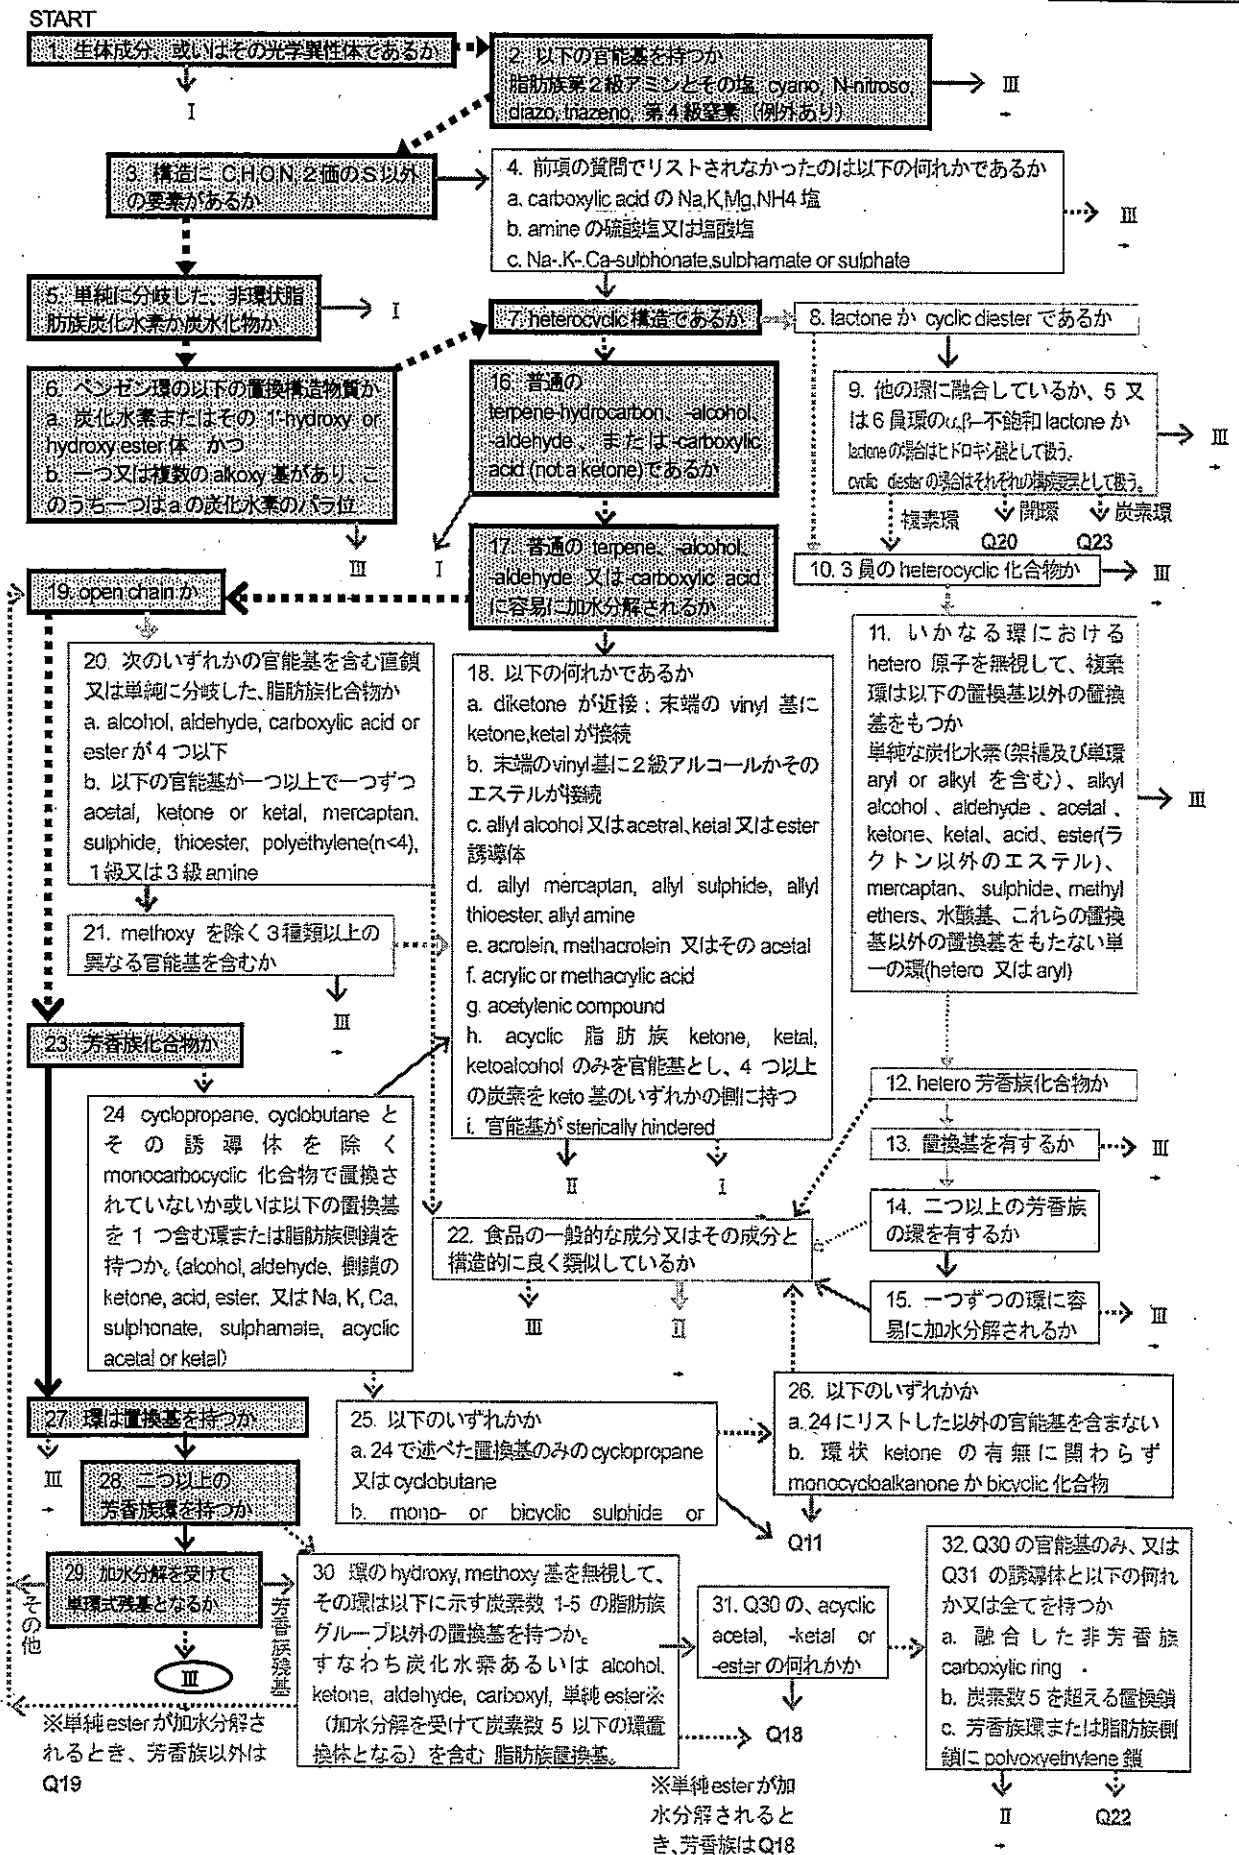 START
1. 生体成分、或いはその光学異性体であるか
I
2. 以下の官能基を持つか
脂肪族第2級アミンとその塩, cyano, N-nitroso,
diazo, triazeno, 第4級窒素（例外あり）
III
3. 構造に C,H,O,N, 2価のS以外
の要素があるか
4. 前項の質問でリストされなかったのは以下の何れかであるか
a. carboxylic acid の Na,K,Mg,NH4 塩
b. amine の硫酸塩又は塩酸塩
c. Na-,K-,Ca-sulphonate,sulphamate or sulphate
III
5. 単純に分岐した、非環状脂
肪族炭化水素か炭水化物か
I
6. ベンゼン環の以下の置換構造物質か
a. 炭化水素またはその 1'-hydroxy or
hydroxy ester 体 かつ
b. 一つ又は複数の alkoxy 基があり、こ
のうち一つは a の炭化水素のパラ位
III
7. heterocyclic 構造であるか
8. lactone か cyclic diester であるか
9. 他の環に融合しているか、5 又
は 6 員環のα,β-不飽和 lactone か
lactone の場合はヒドロキシ酸として扱う。
cyclic diester の場合はそれぞれの構成要素として扱う。
III
複素環
開環
炭素環
Q20
Q23
10. 3 員の heterocyclic 化合物か
III
16. 普通の
terpene-hydrocarbon、-alcohol、
-aldehyde、または-carboxylic
acid (not a ketone)であるか
I
17. 普通の terpene、-alcohol、
-aldehyde 又は-carboxylic acid
に容易に加水分解されるか
19. open chain か
20. 次のいずれかの官能基を含む直鎖
又は単純に分岐した、脂肪族化合物か
a. alcohol, aldehyde, carboxylic acid or
ester が 4 つ以下
b. 以下の官能基が一つ以上で一つずつ
acetal, ketone or ketal, mercaptan,
sulphide, thioester, polyethylene(n<4),
1級又は3級 amine
21. methoxy を除く 3 種類以上の
異なる官能基を含むか
III
18. 以下の何れかであるか
a. diketone が近接；末端の vinyl 基に
ketone,ketal が接続
b. 末端のvinyl基に2級アルコールかその
エステルが接続
c. allyl alcohol 又は acetral, ketal 又は ester
誘導体
d. allyl mercaptan, allyl sulphide, allyl
thioester, allyl amine
e. acrolein, methacrolein 又はその acetal
f. acrylic or methacrylic acid
g. acetylenic compound
h. acyclic 脂肪族 ketone, ketal,
ketoalcohol のみを官能基とし、4 つ以上
の炭素を keto 基のいずれかの側に持つ
i. 官能基が sterically hindered
II
I
11. いかなる環における
hetero 原子を無視して、複素
環は以下の置換基以外の置換
基をもつか
単純な炭化水素(架橋及び単環
aryl or alkyl を含む)、alkyl
alcohol、aldehyde、acetal、
ketone、ketal、acid、ester(ラ
クトン以外のエステル)、
mercaptan、sulphide、methyl
ethers、水酸基、これらの置換
基以外の置換基をもたない単
一の環(hetero 又は aryl)
III
12. hetero 芳香族化合物か
13. 置換基を有するか
III
14. 二つ以上の芳香族
の環を有するか
15. 一つずつの環に容
易に加水分解されるか
III
22. 食品の一般的な成分又はその成分と
構造的に良く類似しているか
III
II
23. 芳香族化合物か
24 cyclopropane, cyclobutane と
その誘導体を除く
monocarbocyclic 化合物で置換さ
れていないか或いは以下の置換基
を 1 つ含む環または脂肪族側鎖を
持つか。(alcohol, aldehyde, 側鎖の
ketone, acid, ester, 又は Na, K, Ca,
sulphonate, sulphamate, acyclic
acetal or ketal)
25. 以下のいずれかか
a. 24 で述べた置換基のみの cyclopropane
又は cyclobutane
b. mono- or bicyclic sulphide or
Q11
26. 以下のいずれかか
a. 24 にリストした以外の官能基を含まない
b. 環状 ketone の有無に関わらず
monocycloalkanone か bicyclic 化合物
27. 環は置換基を持つか
III
28. 二つ以上の
芳香族環を持つか
29. 加水分解を受けて
単環式残基となるか
その他
芳香族残基
III
※単純 ester が加水分解さ
れるとき、芳香族以外は
Q19
30 環の hydroxy, methoxy 基を無視して、
その環は以下に示す炭素数 1-5 の脂肪族
グループ以外の置換基を持つか。
すなわち炭化水素あるいは alcohol,
ketone, aldehyde, carboxyl, 単純 ester※
（加水分解を受けて炭素数 5 以下の環置
換体となる）を含む 脂肪族置換基。
31. Q30 の、acyclic
acetal, -ketal or
-ester の何れかか
Q18
Q18
※単純 ester が加
水分解されると
き、芳香族は Q18
32. Q30 の官能基のみ、又は
Q31 の誘導体と以下の何れ
か又は全てを持つか
a. 融合した非芳香族
carboxylic ring
b. 炭素数 5 を超える置換鎖
c. 芳香族環または脂肪族側
鎖に polyoxyethylene 鎖
II
Q22